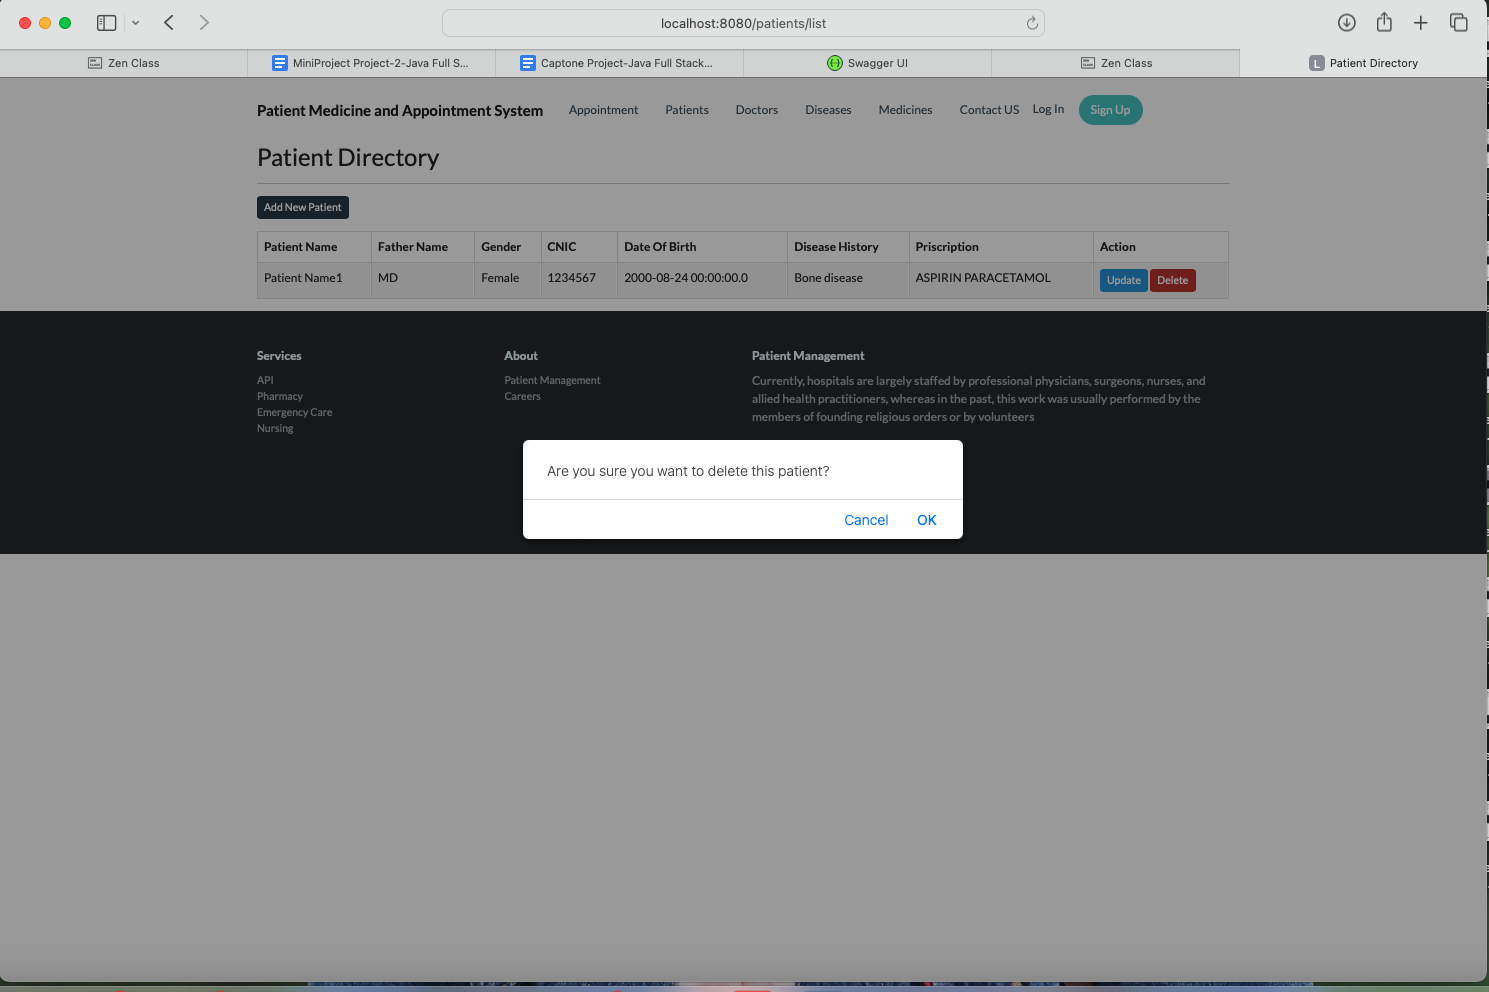 localhost:8080/patients/list
Zen Class
MiniProject Project-2-Java Full S...
Captone Project-Java Full Stack...
Swagger UI
Zen Class
L Patient Directory
Patient Medicine and Appointment System Appointment Patients Doctors Diseases Medicines Contact US Log In Sign Up
Patient Directory
Add New Patient
Patient Name Father Name Gender CNIC Date Of Birth Disease History Priscription Action
Patient Name1 MD Female 1234567 2000-08-24 00:00:00.0 Bone disease ASPIRIN PARACETAMOL Update Delete
Services
API
Pharmacy
Emergency Care
Nursing
About
Patient Management
Careers
Patient Management
Currently, hospitals are largely staffed by professional physicians, surgeons, nurses, and
allied health practitioners, whereas in the past, this work was usually performed by the
members of founding religious orders or by volunteers
Are you sure you want to delete this patient?
Cancel OK